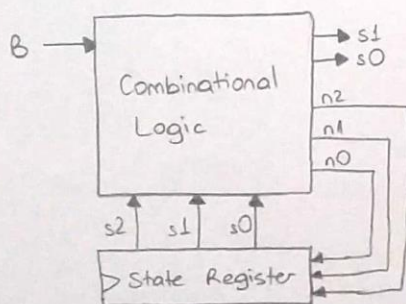 B
s1
s0
Combinational
Logic
n2
n1
n0
s2 s1 s0
State Register